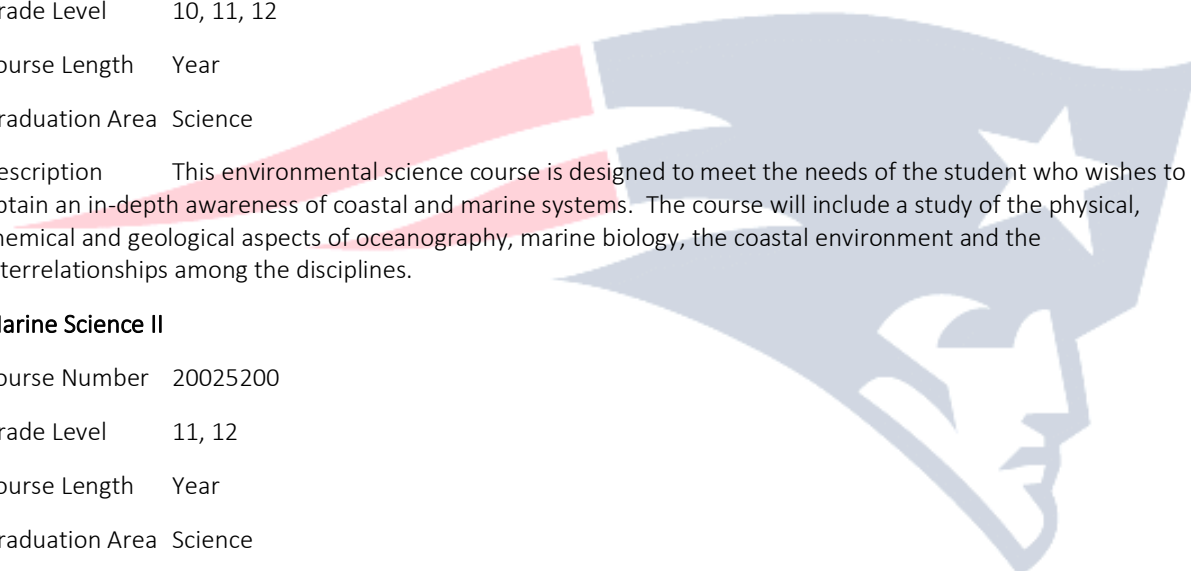 rade Level 10, 11, 12
ourse Length Year
raduation Area Science
escription This environmental science course is designed to meet the needs of the student who wishes to
btain an in-depth awareness of coastal and marine systems. The course will include a study of the physical,
hemical and geological aspects of oceanography, marine biology, the coastal environment and the
terrelationships among the disciplines.
arine Science II
ourse Number 20025200
rade Level 11, 12
ourse Length Year
raduation Area Science